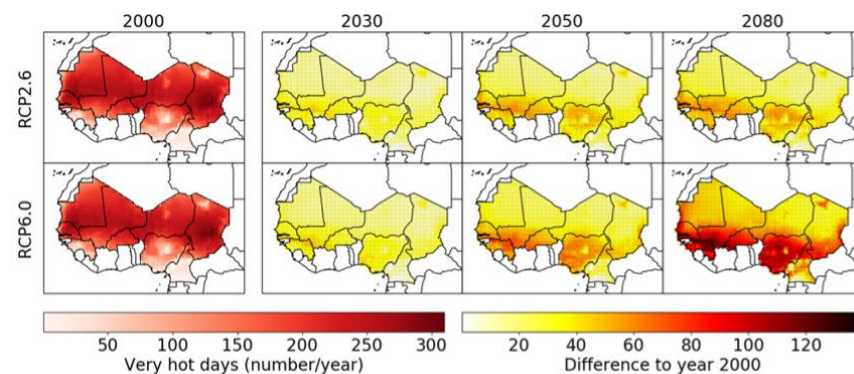 2000 2030 2050 2080
RCP2.6
RCP6.0
50 100 150 200 250 300 20 40 60 80 100 120
Very hot days (number/year) Difference to year 2000